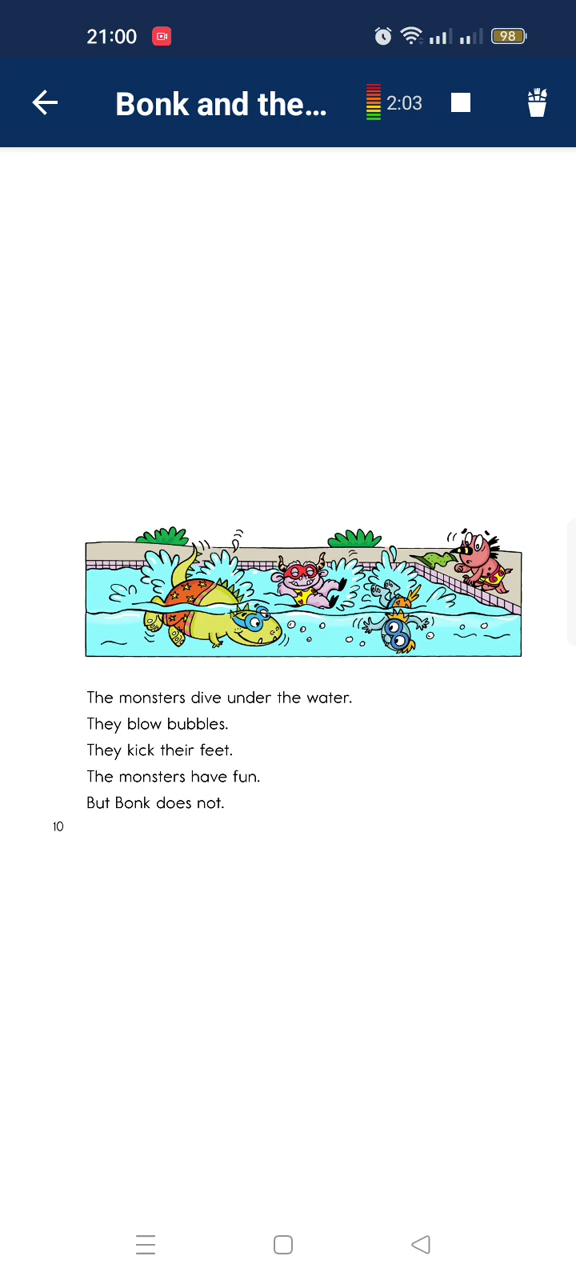 21:00
98
Bonk and the...
2:03
The monsters dive under the water.
They blow bubbles.
They kick their feet.
The monsters have fun.
But Bonk does not.
10